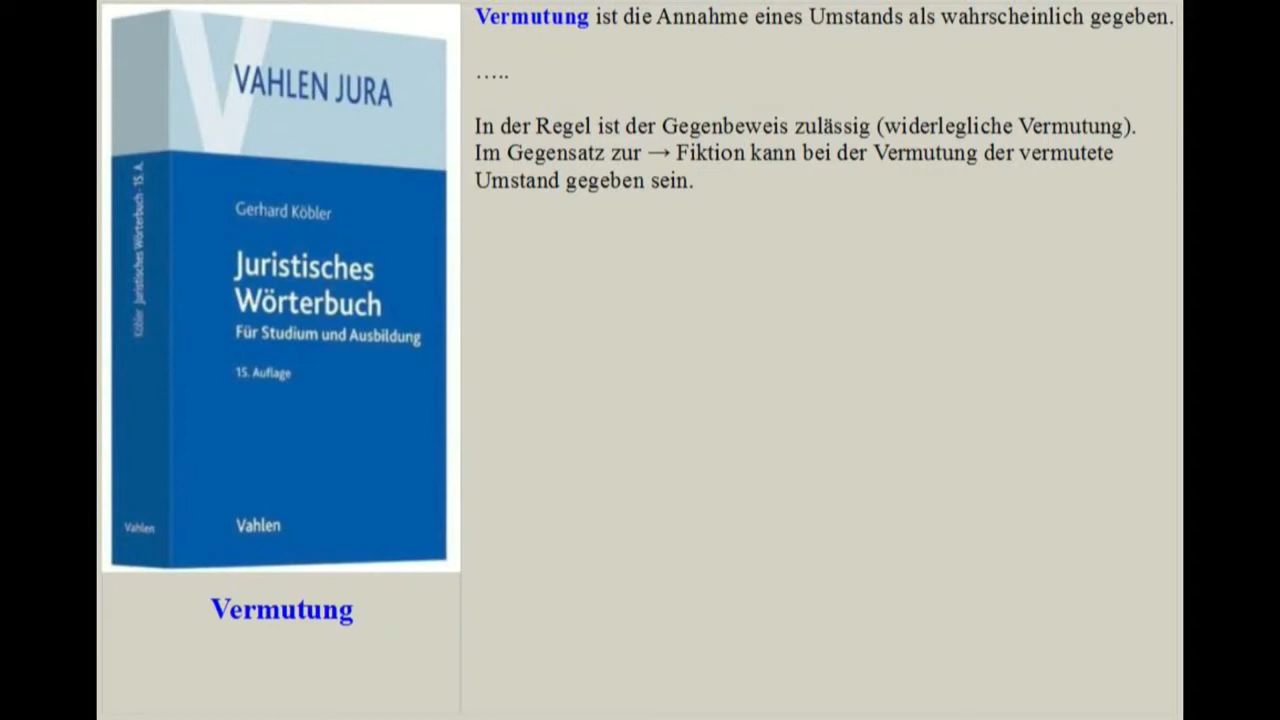 VAHLEN JURA
Gerhard Köbler
Juristisches
Wörterbuch
Für Studium und Ausbildung
15. Auflage
Vahlen
Köbler Juristisches Wörterbuch · 15. A.
Vahlen
Vermutung
Vermutung ist die Annahme eines Umstands als wahrscheinlich gegeben.
…..
In der Regel ist der Gegenbeweis zulässig (widerlegliche Vermutung).
Im Gegensatz zur → Fiktion kann bei der Vermutung der vermutete
Umstand gegeben sein.